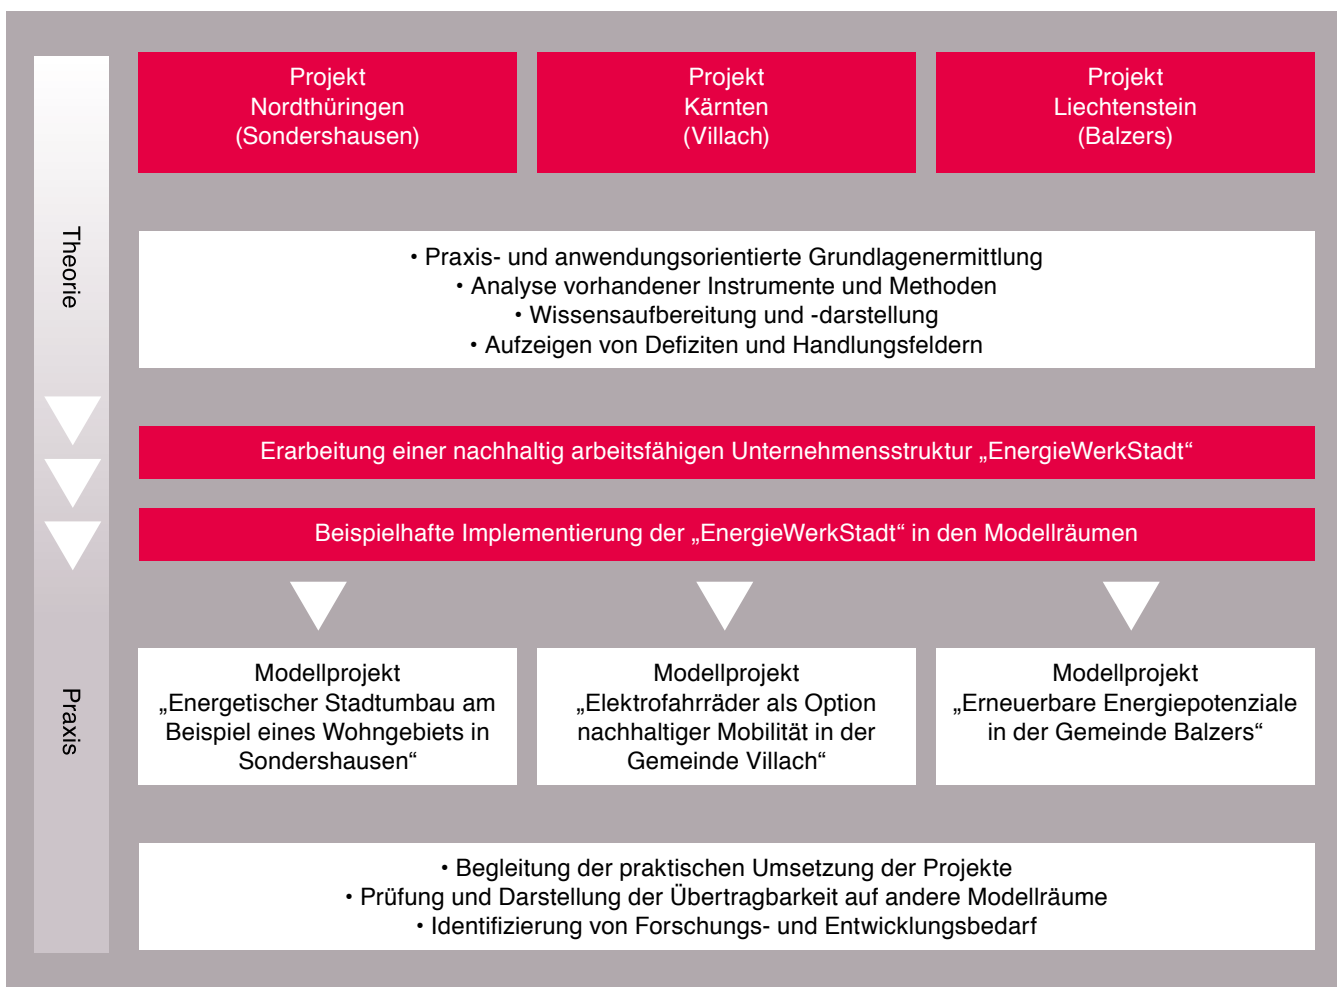 Theorie
Projekt
Nordthüringen
(Sondershausen)
Projekt
Kärnten
(Villach)
Projekt
Liechtenstein
(Balzers)
• Praxis- und anwendungsorientierte Grundlagenermittlung
• Analyse vorhandener Instrumente und Methoden
• Wissensaufbereitung und -darstellung
• Aufzeigen von Defiziten und Handlungsfeldern
Erarbeitung einer nachhaltig arbeitsfähigen Unternehmensstruktur „EnergieWerkStadt“
Beispielhafte Implementierung der „EnergieWerkStadt“ in den Modellräumen
Praxis
Modellprojekt
„Energetischer Stadtumbau am
Beispiel eines Wohngebiets in
Sondershausen“
Modellprojekt
„Elektrofahrräder als Option
nachhaltiger Mobilität in der
Gemeinde Villach“
Modellprojekt
„Erneuerbare Energiepotenziale
in der Gemeinde Balzers“
• Begleitung der praktischen Umsetzung der Projekte
• Prüfung und Darstellung der Übertragbarkeit auf andere Modellräume
• Identifizierung von Forschungs- und Entwicklungsbedarf